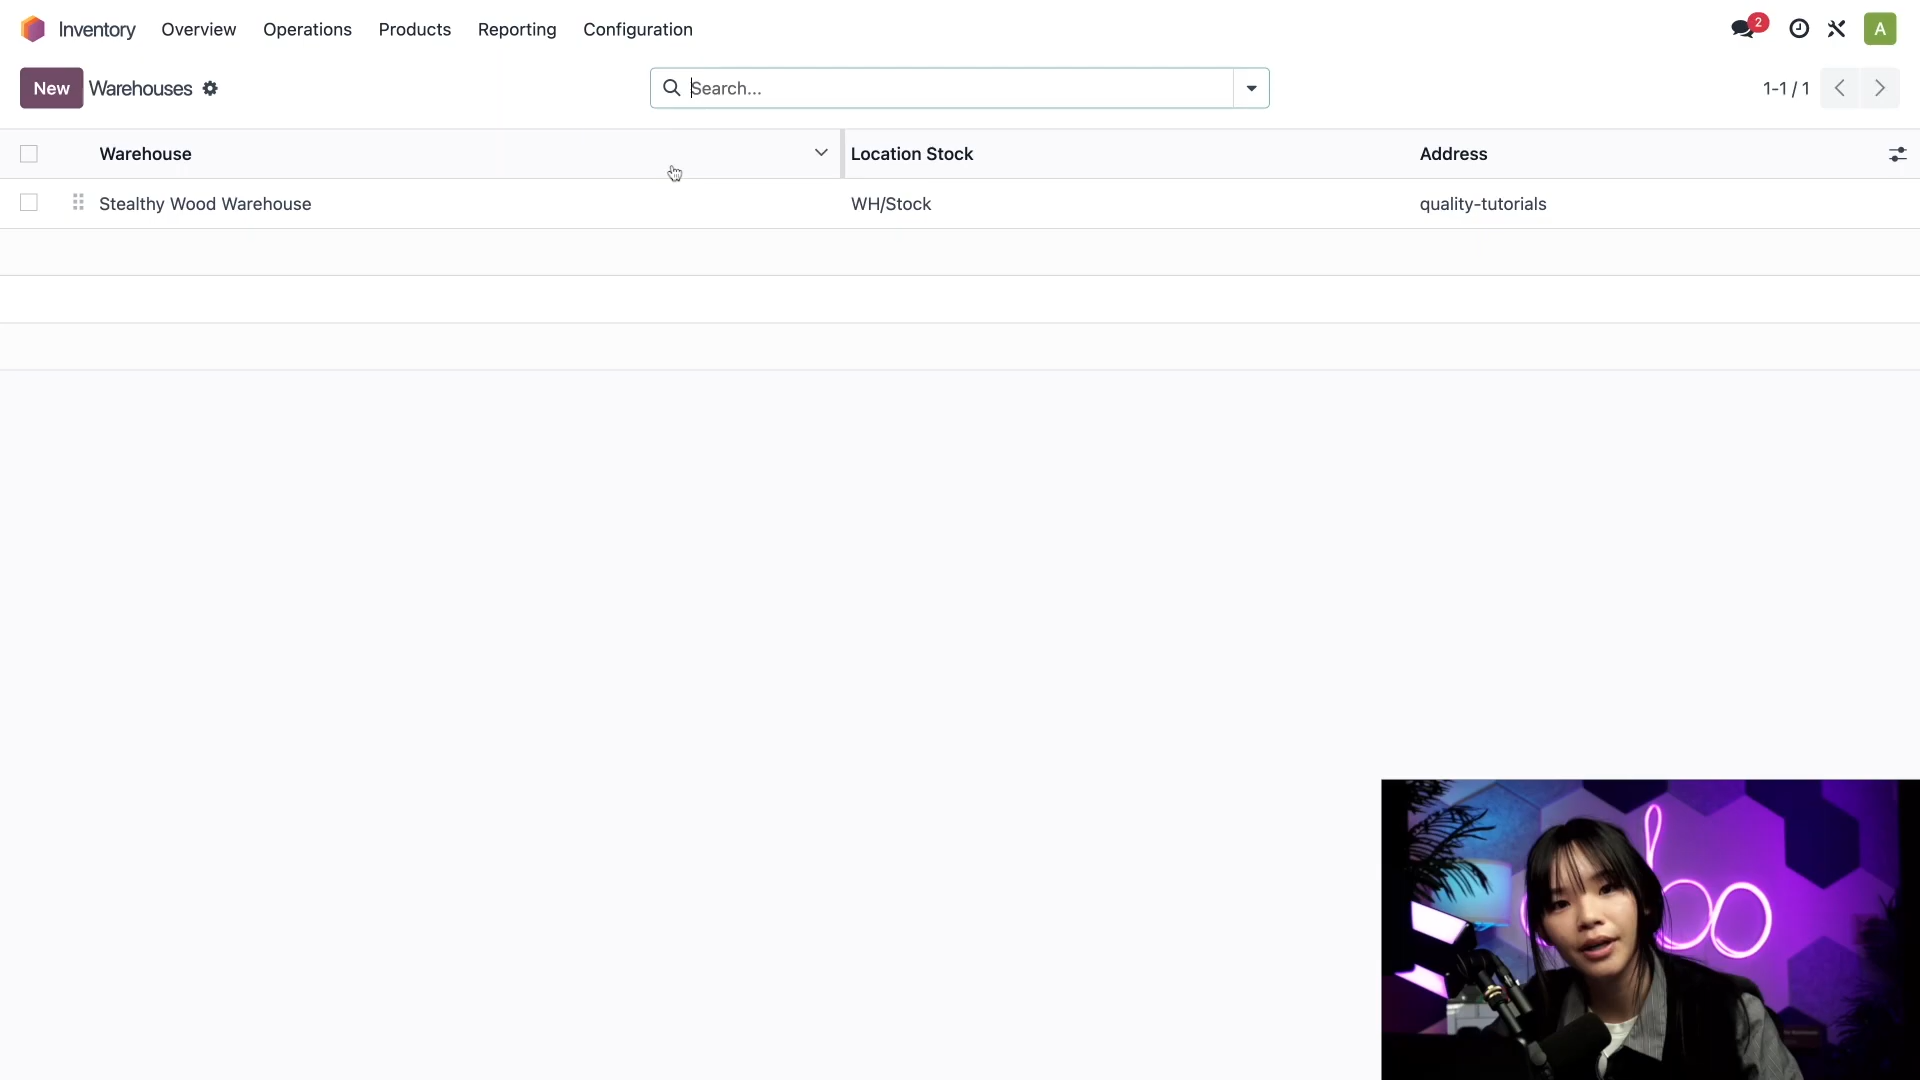 Inventory Overview Operations Products Reporting Configuration 2 A
New Warehouses Search... 1-1 / 1
Warehouse Location Stock Address
Stealthy Wood Warehouse WH/Stock quality-tutorials